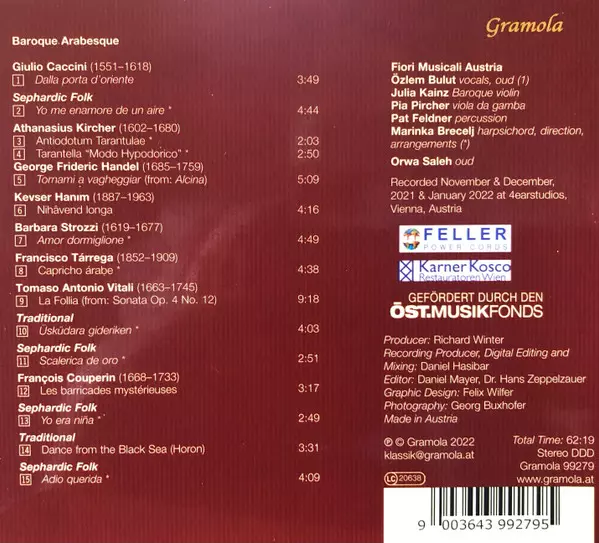 Gramola
Baroque Arabesque
Giulio Caccini (1551–1618)
1 Dalla porta d'oriente 3:49
Sephardic Folk
2 Yo me enamore de un aire * 4:44
Athanasius Kircher (1602–1680)
3 Antiodotum Tarantulae * 2:03
4 Tarantella "Modo Hypodorico" * 2:50
George Frideric Handel (1685–1759)
5 Tornami a vagheggiar (from: Alcina) 5:09
Kevser Hanım (1887–1963)
6 Nihâvend longa 4:16
Barbara Strozzi (1619–1677)
7 Amor dormiglione * 4:49
Francisco Tárrega (1852–1909)
8 Capricho árabe * 4:38
Tomaso Antonio Vitali (1663–1745)
9 La Follia (from: Sonata Op. 4 No. 12) 9:18
Traditional
10 Üsküdara gideriken * 4:03
Sephardic Folk
11 Scalerica de oro * 2:51
François Couperin (1668–1733)
12 Les barricades mystérieuses 3:17
Sephardic Folk
13 Yo era niña * 2:49
Traditional
14 Dance from the Black Sea (Horon) 3:31
Sephardic Folk
15 Adio querida * 4:09
Fiori Musicali Austria
Özlem Bulut vocals, oud (1)
Julia Kainz Baroque violin
Pia Pircher viola da gamba
Pat Feldner percussion
Marinka Brecelj harpsichord, direction,
arrangements (*)
Orwa Saleh oud
Recorded November & December,
2021 & January 2022 at 4earstudios,
Vienna, Austria
FELLER
POWER CORDS
Karner Kosco
Restauratoren Wien
GEFÖRDERT DURCH DEN
ÖST.MUSIKFONDS
Producer: Richard Winter
Recording Producer, Digital Editing and
Mixing: Daniel Hasibar
Editor: Daniel Mayer, Dr. Hans Zeppelzauer
Graphic Design: Felix Wilfer
Photography: Georg Buxhofer
Made in Austria
℗ © Gramola 2022
klassik@gramola.at
LC 20638
Total Time: 62:19
Stereo DDD
Gramola 99279
www.gramola.at
9 003643 992795